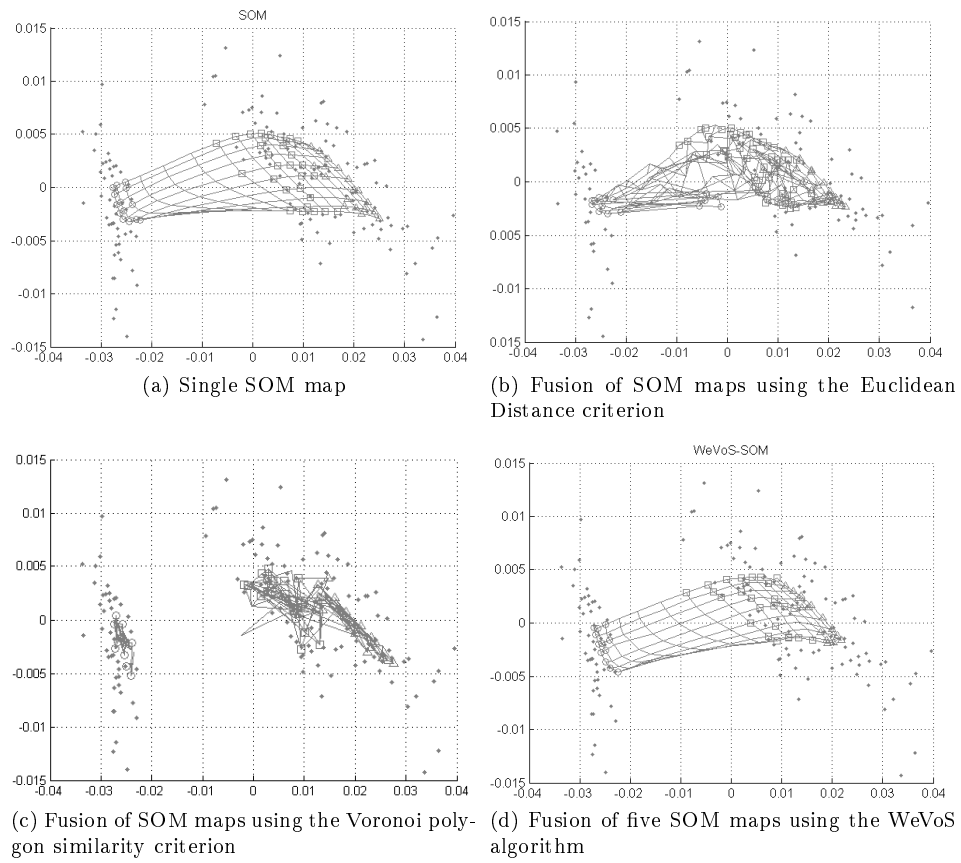 SOM
0.015
0.01
0.005
0
-0.005
-0.01
-0.015
-0.04 -0.03 -0.02 -0.01 0 0.01 0.02 0.03 0.04
(a) Single SOM map
0.015
0.01
0.005
0
-0.005
-0.01
0.015
-0.04 -0.03 -0.02 -0.01 0 0.01 0.02 0.03 0.04
(b) Fusion of SOM maps using the Euclidean
Distance criterion
0.015
0.01
0.005
0
-0.005
-0.01
-0.015
-0.04 -0.03 -0.02 -0.01 0 0.01 0.02 0.03 0.04
(c) Fusion of SOM maps using the Voronoi poly-
gon similarity criterion
WeVoS-SOM
0.015
0.01
0.005
0
-0.005
-0.01
-0.015
-0.04 -0.03 -0.02 -0.01 0 0.01 0.02 0.03 0.04
(d) Fusion of five SOM maps using the WeVoS
algorithm